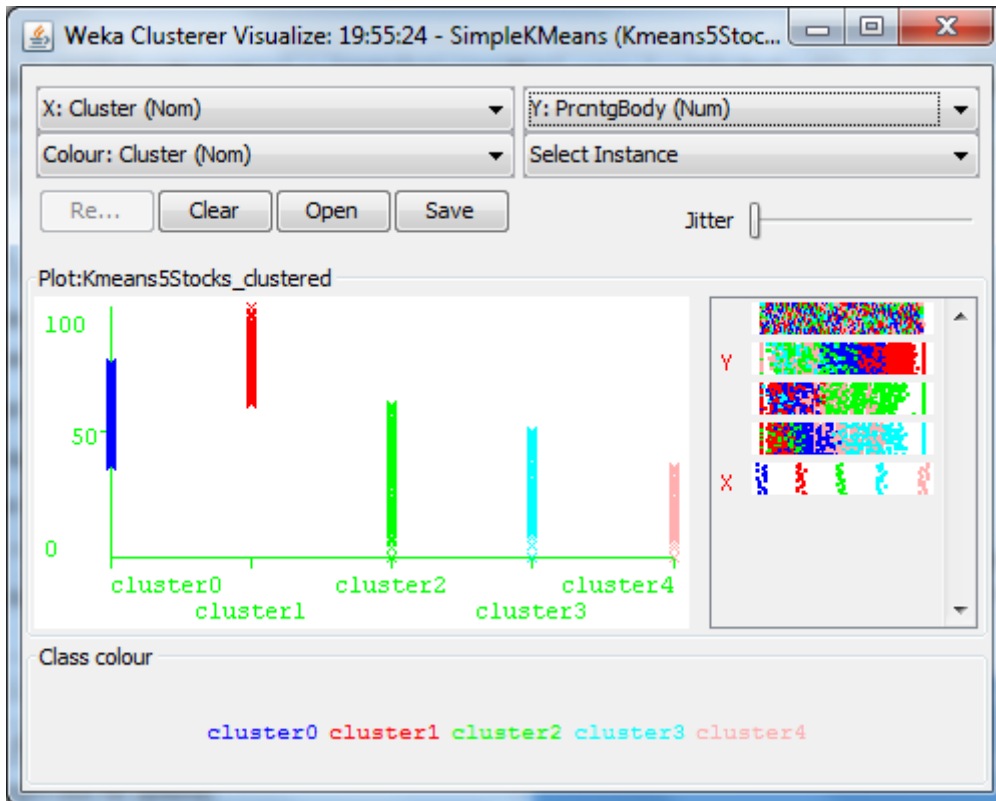 Weka Clusterer Visualize: 19:55:24 - SimpleKMeans (Kmeans5Stoc...
X: Cluster (Nom) Y: PrcntgBody (Num)
Colour: Cluster (Nom) Select Instance
Re... Clear Open Save Jitter
Plot:Kmeans5Stocks_clustered
100
Y
50
X
0
cluster0 cluster2 cluster4
cluster1 cluster3
Class colour
cluster0 cluster1 cluster2 cluster3 cluster4